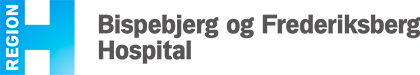 REGION
H
Bispebjerg og Frederiksberg
Hospital